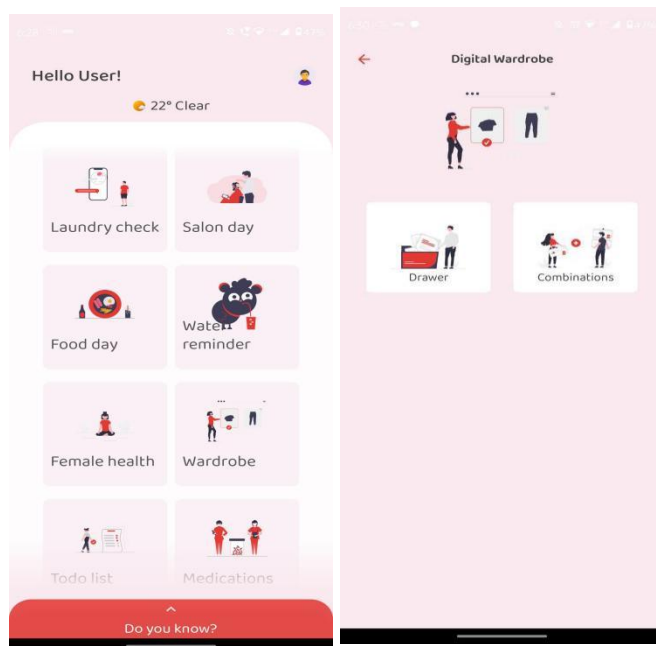 Hello User!
22° Clear
Laundry check
Salon day
Food day
Water
reminder
Female health
Wardrobe
Todo list
Medications
Do you know?
Digital Wardrobe
Drawer
Combinations